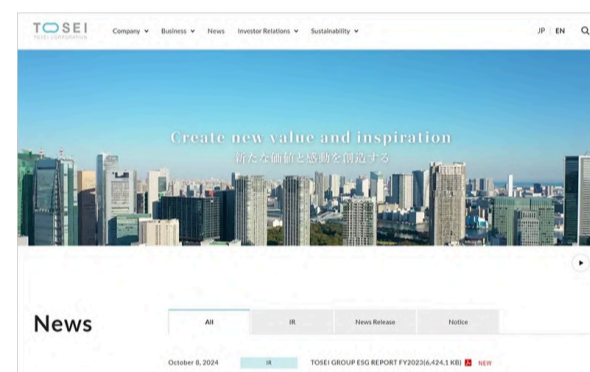 TOSEI
TOSEI CORPORATION
Company Business News Investor Relations Sustainability JP EN
Create new value and inspiration
新たな価値と感動を創造する
News
All IR News Release Notice
October 8, 2024 IR TOSEI GROUP ESG REPORT FY2023(6,424.1 KB) NEW